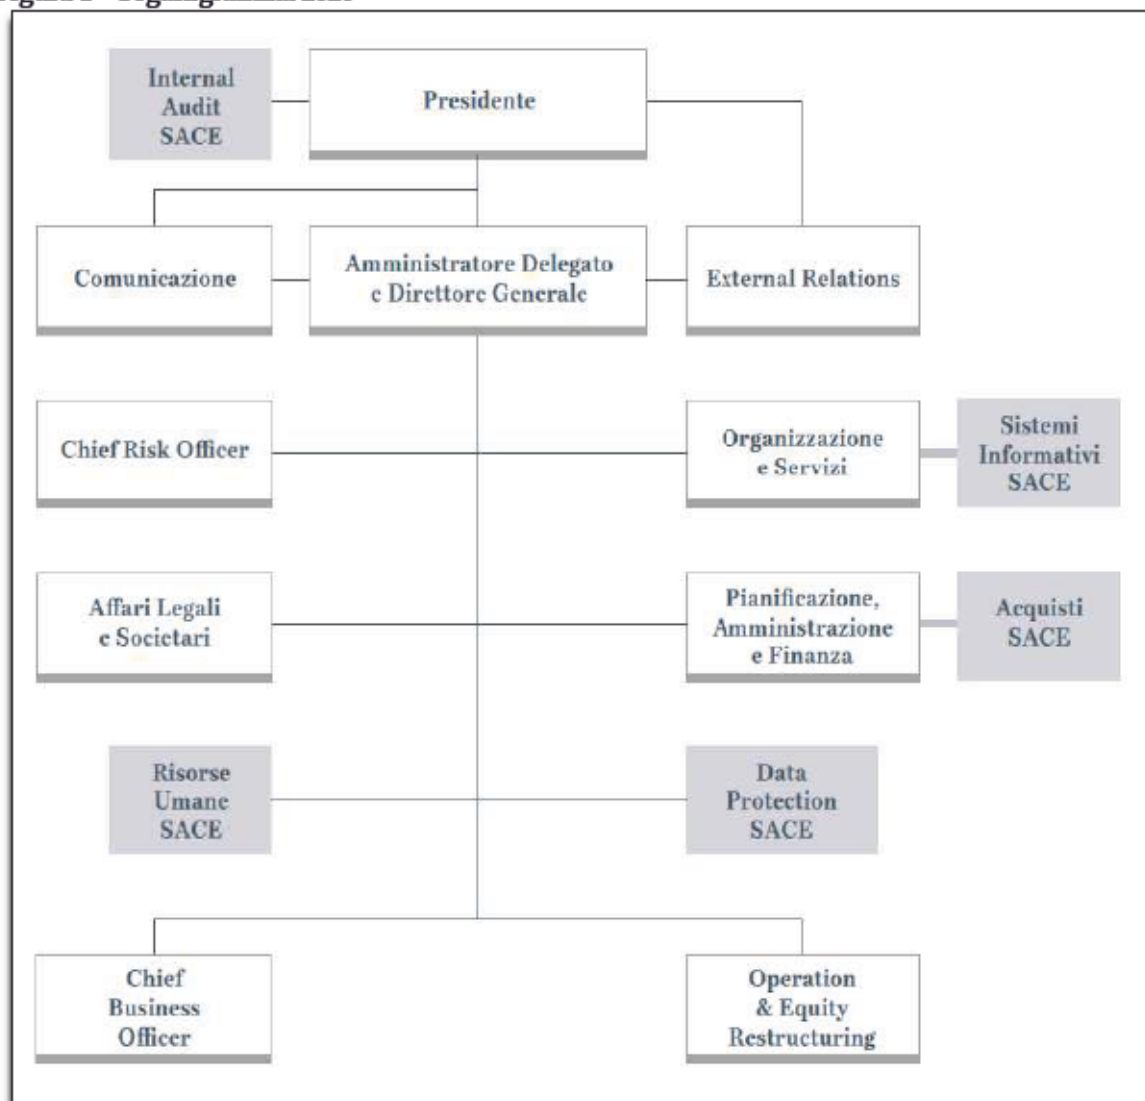 Internal
Audit
SACE
Presidente
Comunicazione
Amministratore Delegato
e Direttore Generale
External Relations
Chief Risk Officer
Organizzazione
e Servizi
Sistemi
Informativi
SACE
Affari Legali
e Societari
Pianificazione,
Amministrazione
e Finanza
Acquisti
SACE
Risorse
Umane
SACE
Data
Protection
SACE
Chief
Business
Officer
Operation
& Equity
Restructuring